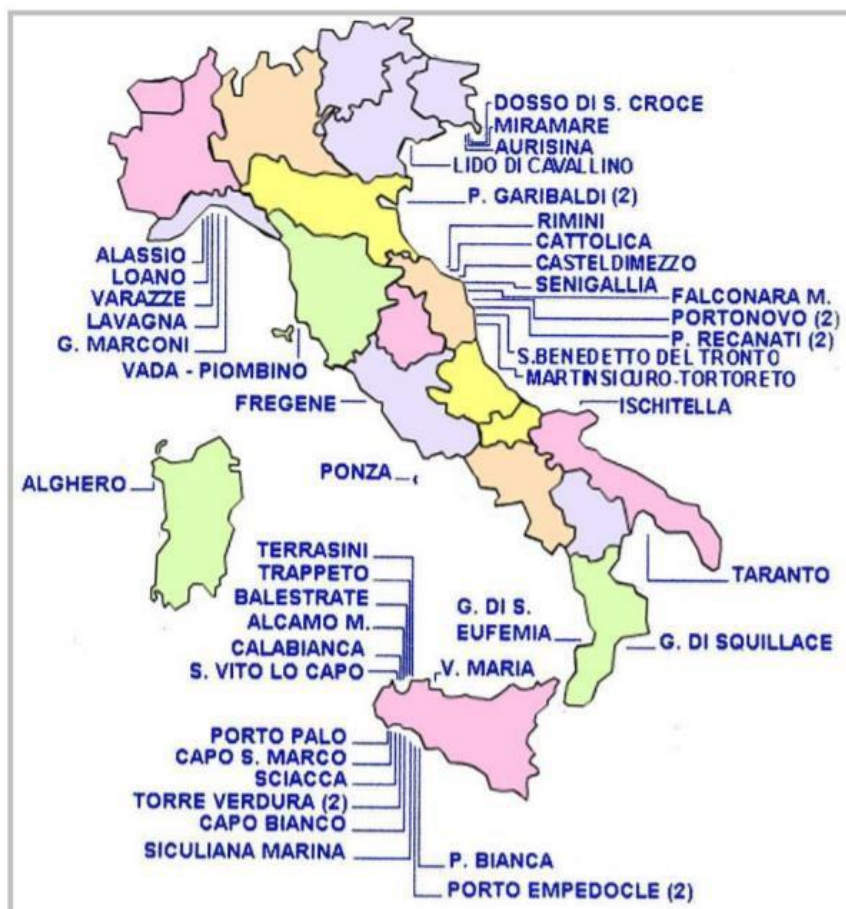 DOSSO DI S. CROCE
MIRAMARE
AURISINA
LIDO DI CAVALLINO
P. GARIBALDI (2)
RIMINI
CATTOLICA
CASTELDIMEZZO
SENIGALLIA
FALCONARA M.
PORTONOVO (2)
P. RECANATI (2)
S.BENEDETTO DEL TRONTO
MARTINSICURO-TORTORETO
ISCHITELLA
ALASSIO
LOANO
VARAZZE
LAVAGNA
G. MARCONI
VADA - PIOMBINO
FREGENE
PONZA
ALGHERO
TARANTO
G. DI S.
EUFEMIA
G. DI SQUILLACE
TERRASINI
TRAPPETO
BALESTRATE
ALCAMO M.
CALABIANCA
S. VITO LO CAPO
V. MARIA
PORTO PALO
CAPO S. MARCO
SCIACCA
TORRE VERDURA (2)
CAPO BIANCO
SICULIANA MARINA
P. BIANCA
PORTO EMPEDOCLE (2)